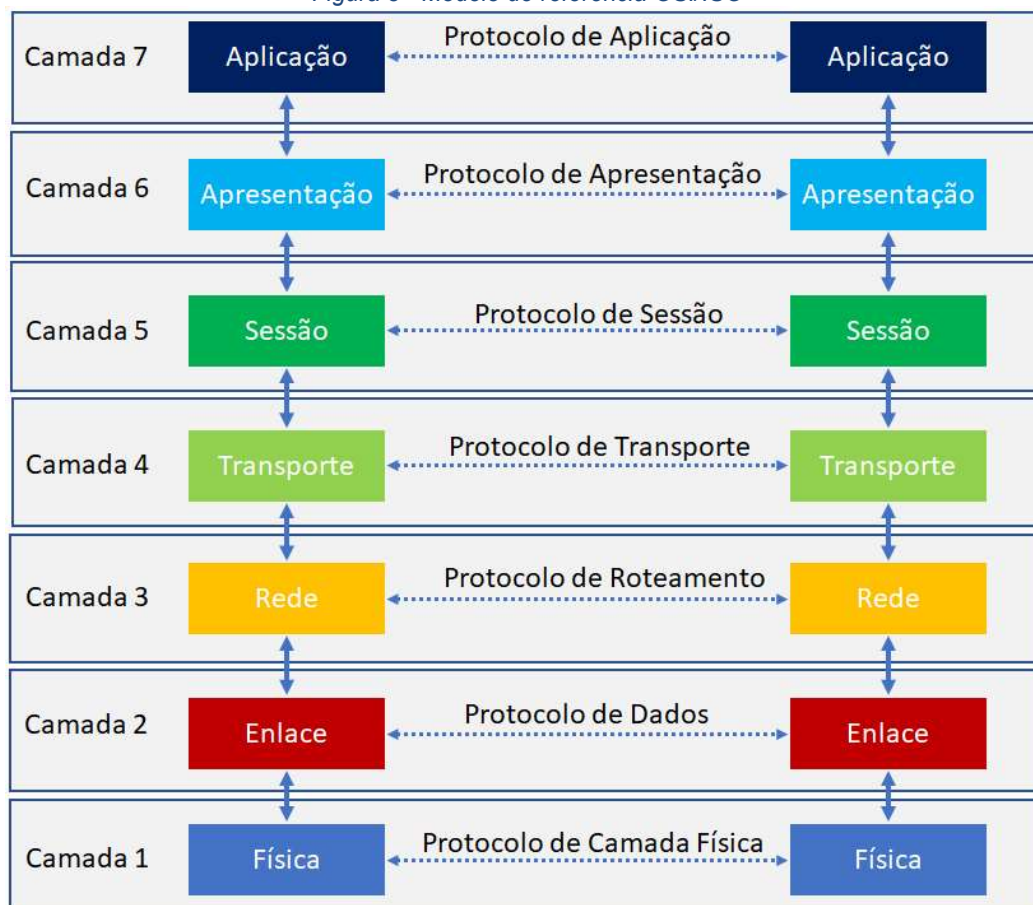 Camada 7
Aplicação
Protocolo de Aplicação
Aplicação
Camada 6
Apresentação
Protocolo de Apresentação
Apresentação
Camada 5
Sessão
Protocolo de Sessão
Sessão
Camada 4
Transporte
Protocolo de Transporte
Transporte
Camada 3
Rede
Protocolo de Roteamento
Rede
Camada 2
Enlace
Protocolo de Dados
Enlace
Camada 1
Física
Protocolo de Camada Física
Física